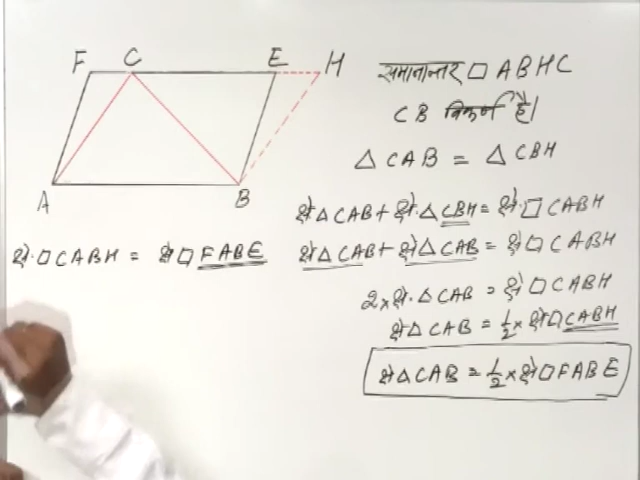 F C E H
A B
क्षे.□CABH = क्षे□FABE
समानान्तर □ ABHC
CB विकर्ण है।
△CAB = △CBH
क्षे△CAB + क्षे.△CBH = क्षे.□CABH
क्षे△CAB + क्षे△CAB = क्षे□CABH
2×क्षे.△CAB = क्षे□CABH
क्षे△CAB = 1/2 × क्षे□CABH
क्षे△CAB = 1/2 × क्षे□FABE